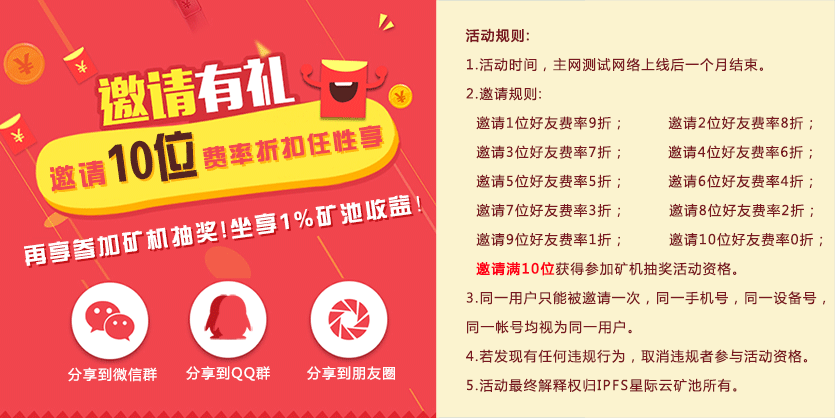 邀请有礼
邀请10位费率折扣任性享
再享参加矿机抽奖!坐享1%矿池收益!
分享到微信群
分享到QQ群
分享到朋友圈
活动规则:
1.活动时间，主网测试网络上线后一个月结束。
2.邀请规则:
邀请1位好友费率9折； 邀请2位好友费率8折；
邀请3位好友费率7折； 邀请4位好友费率6折；
邀请5位好友费率5折； 邀请6位好友费率4折；
邀请7位好友费率3折； 邀请8位好友费率2折；
邀请9位好友费率1折； 邀请10位好友费率0折；
邀请满10位获得参加矿机抽奖活动资格。
3.同一用户只能被邀请一次，同一手机号，同一设备号，
同一帐号均视为同一用户。
4.若发现有任何违规行为，取消违规者参与活动资格。
5.活动最终解释权归IPFS星际云矿池所有。